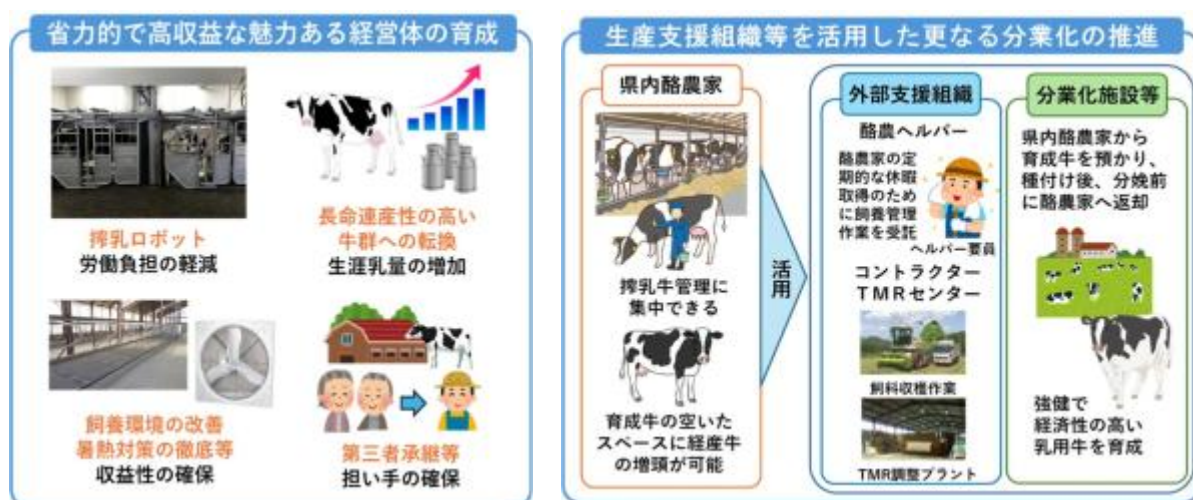 省力的で高収益な魅力ある経営体の育成
搾乳ロボット
労働負担の軽減
長命連産性の高い
牛群への転換
生涯乳量の増加
飼養環境の改善
暑熱対策の徹底等
収益性の確保
第三者承継等
担い手の確保
生産支援組織等を活用した更なる分業化の推進
県内酪農家
搾乳牛管理に
集中できる
育成牛の空いた
スペースに経産牛
の増頭が可能
活用
外部支援組織
酪農ヘルパー
酪農家の定
期的な休暇
取得のため
に飼養管理
作業を受託
ヘルパー要員
コントラクター
TMRセンター
飼料収穫作業
TMR調整プラント
分業化施設等
県内酪農家から
育成牛を預かり、
種付け後、分娩前
に酪農家へ返却
強健で
経済性の高い
乳用牛を育成